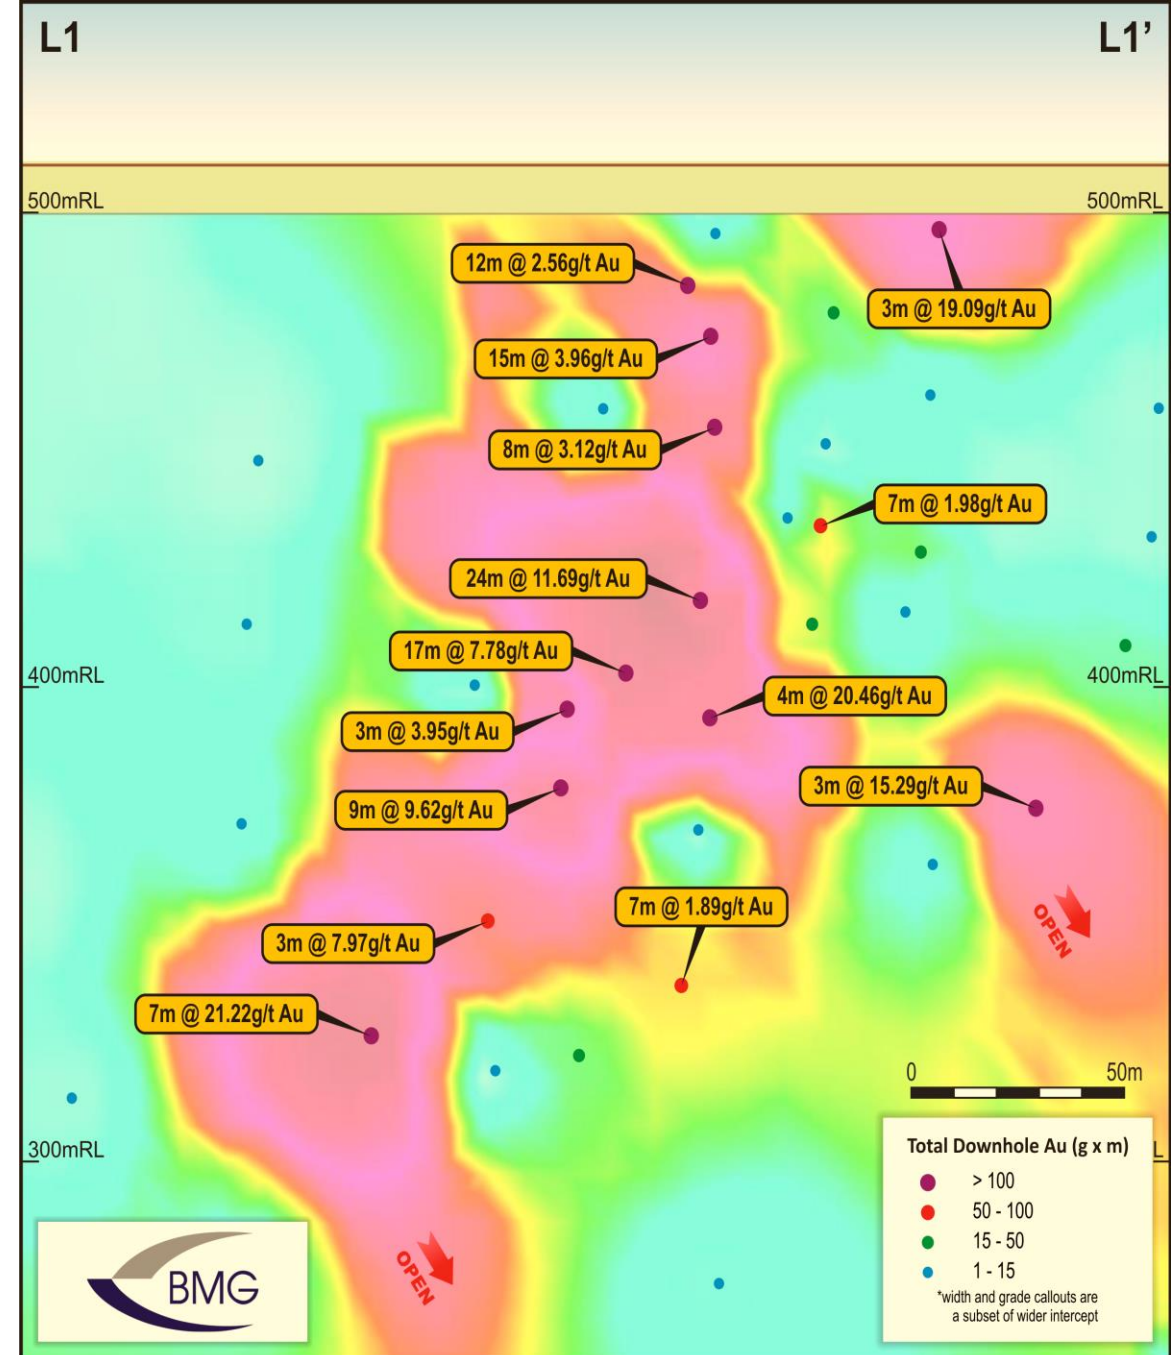 L1
L1’
500mRL
500mRL
12m @ 2.56g/t Au
3m @ 19.09g/t Au
15m @ 3.96g/t Au
8m @ 3.12g/t Au
7m @ 1.98g/t Au
24m @ 11.69g/t Au
17m @ 7.78g/t Au
400mRL
400mRL
4m @ 20.46g/t Au
3m @ 3.95g/t Au
3m @ 15.29g/t Au
9m @ 9.62g/t Au
7m @ 1.89g/t Au
OPEN
3m @ 7.97g/t Au
7m @ 21.22g/t Au
0 50m
300mRL
L
Total Downhole Au (g x m)
> 100
50 - 100
15 - 50
1 - 15
*width and grade callouts are
a subset of wider intercept
OPEN
BMG